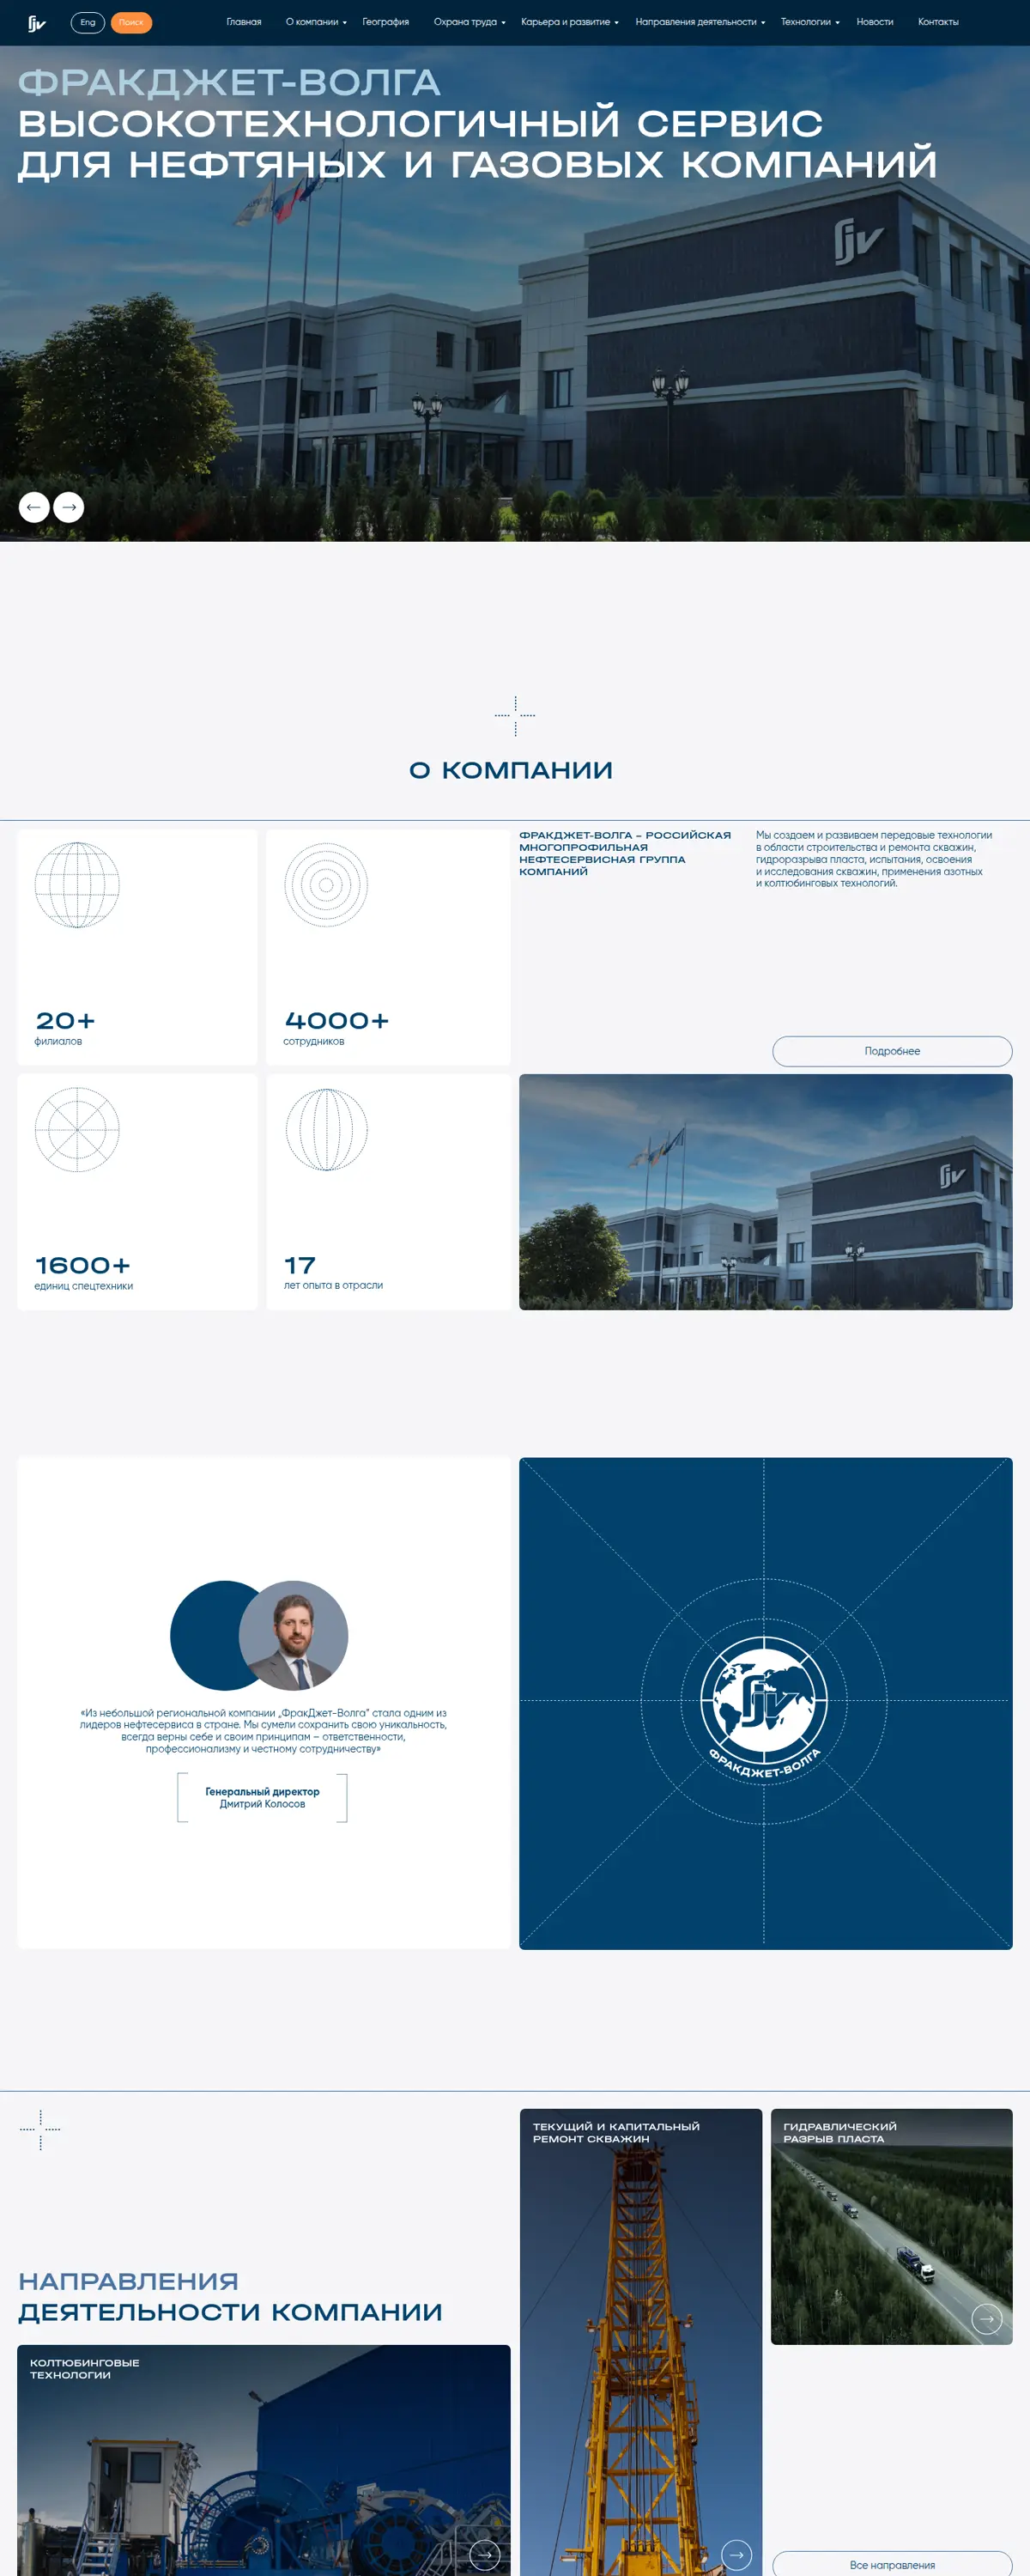 fjv
Eng
Поиск
Главная
О компании
География
Охрана труда
Карьера и развитие
Направления деятельности
Технологии
Новости
Контакты
ФРАКДЖЕТ-ВОЛГА
ВЫСОКОТЕХНОЛОГИЧНЫЙ СЕРВИС
ДЛЯ НЕФТЯНЫХ И ГАЗОВЫХ КОМПАНИЙ
fjv
О КОМПАНИИ
20+
филиалов
4000+
сотрудников
ФРАКДЖЕТ-ВОЛГА – РОССИЙСКАЯ
МНОГОПРОФИЛЬНАЯ
НЕФТЕСЕРВИСНАЯ ГРУППА
КОМПАНИЙ
Мы создаем и развиваем передовые технологии
в области строительства и ремонта скважин,
гидроразрыва пласта, испытания, освоения
и исследования скважин, применения азотных
и колтюбинговых технологий.
Подробнее
1600+
единиц спецтехники
17
лет опыта в отрасли
fjv
«Из небольшой региональной компании „ФракДжет-Волга" стала одним из
лидеров нефтесервиса в стране. Мы сумели сохранить свою уникальность,
всегда верны себе и своим принципам – ответственности,
профессионализму и честному сотрудничеству»
Генеральный директор
Дмитрий Колосов
fjv
ФРАКДЖЕТ-ВОЛГА
ТЕКУЩИЙ И КАПИТАЛЬНЫЙ
РЕМОНТ СКВАЖИН
ГИДРАВЛИЧЕСКИЙ
РАЗРЫВ ПЛАСТА
НАПРАВЛЕНИЯ
ДЕЯТЕЛЬНОСТИ КОМПАНИИ
КОЛТЮБИНГОВЫЕ
ТЕХНОЛОГИИ
Все направления